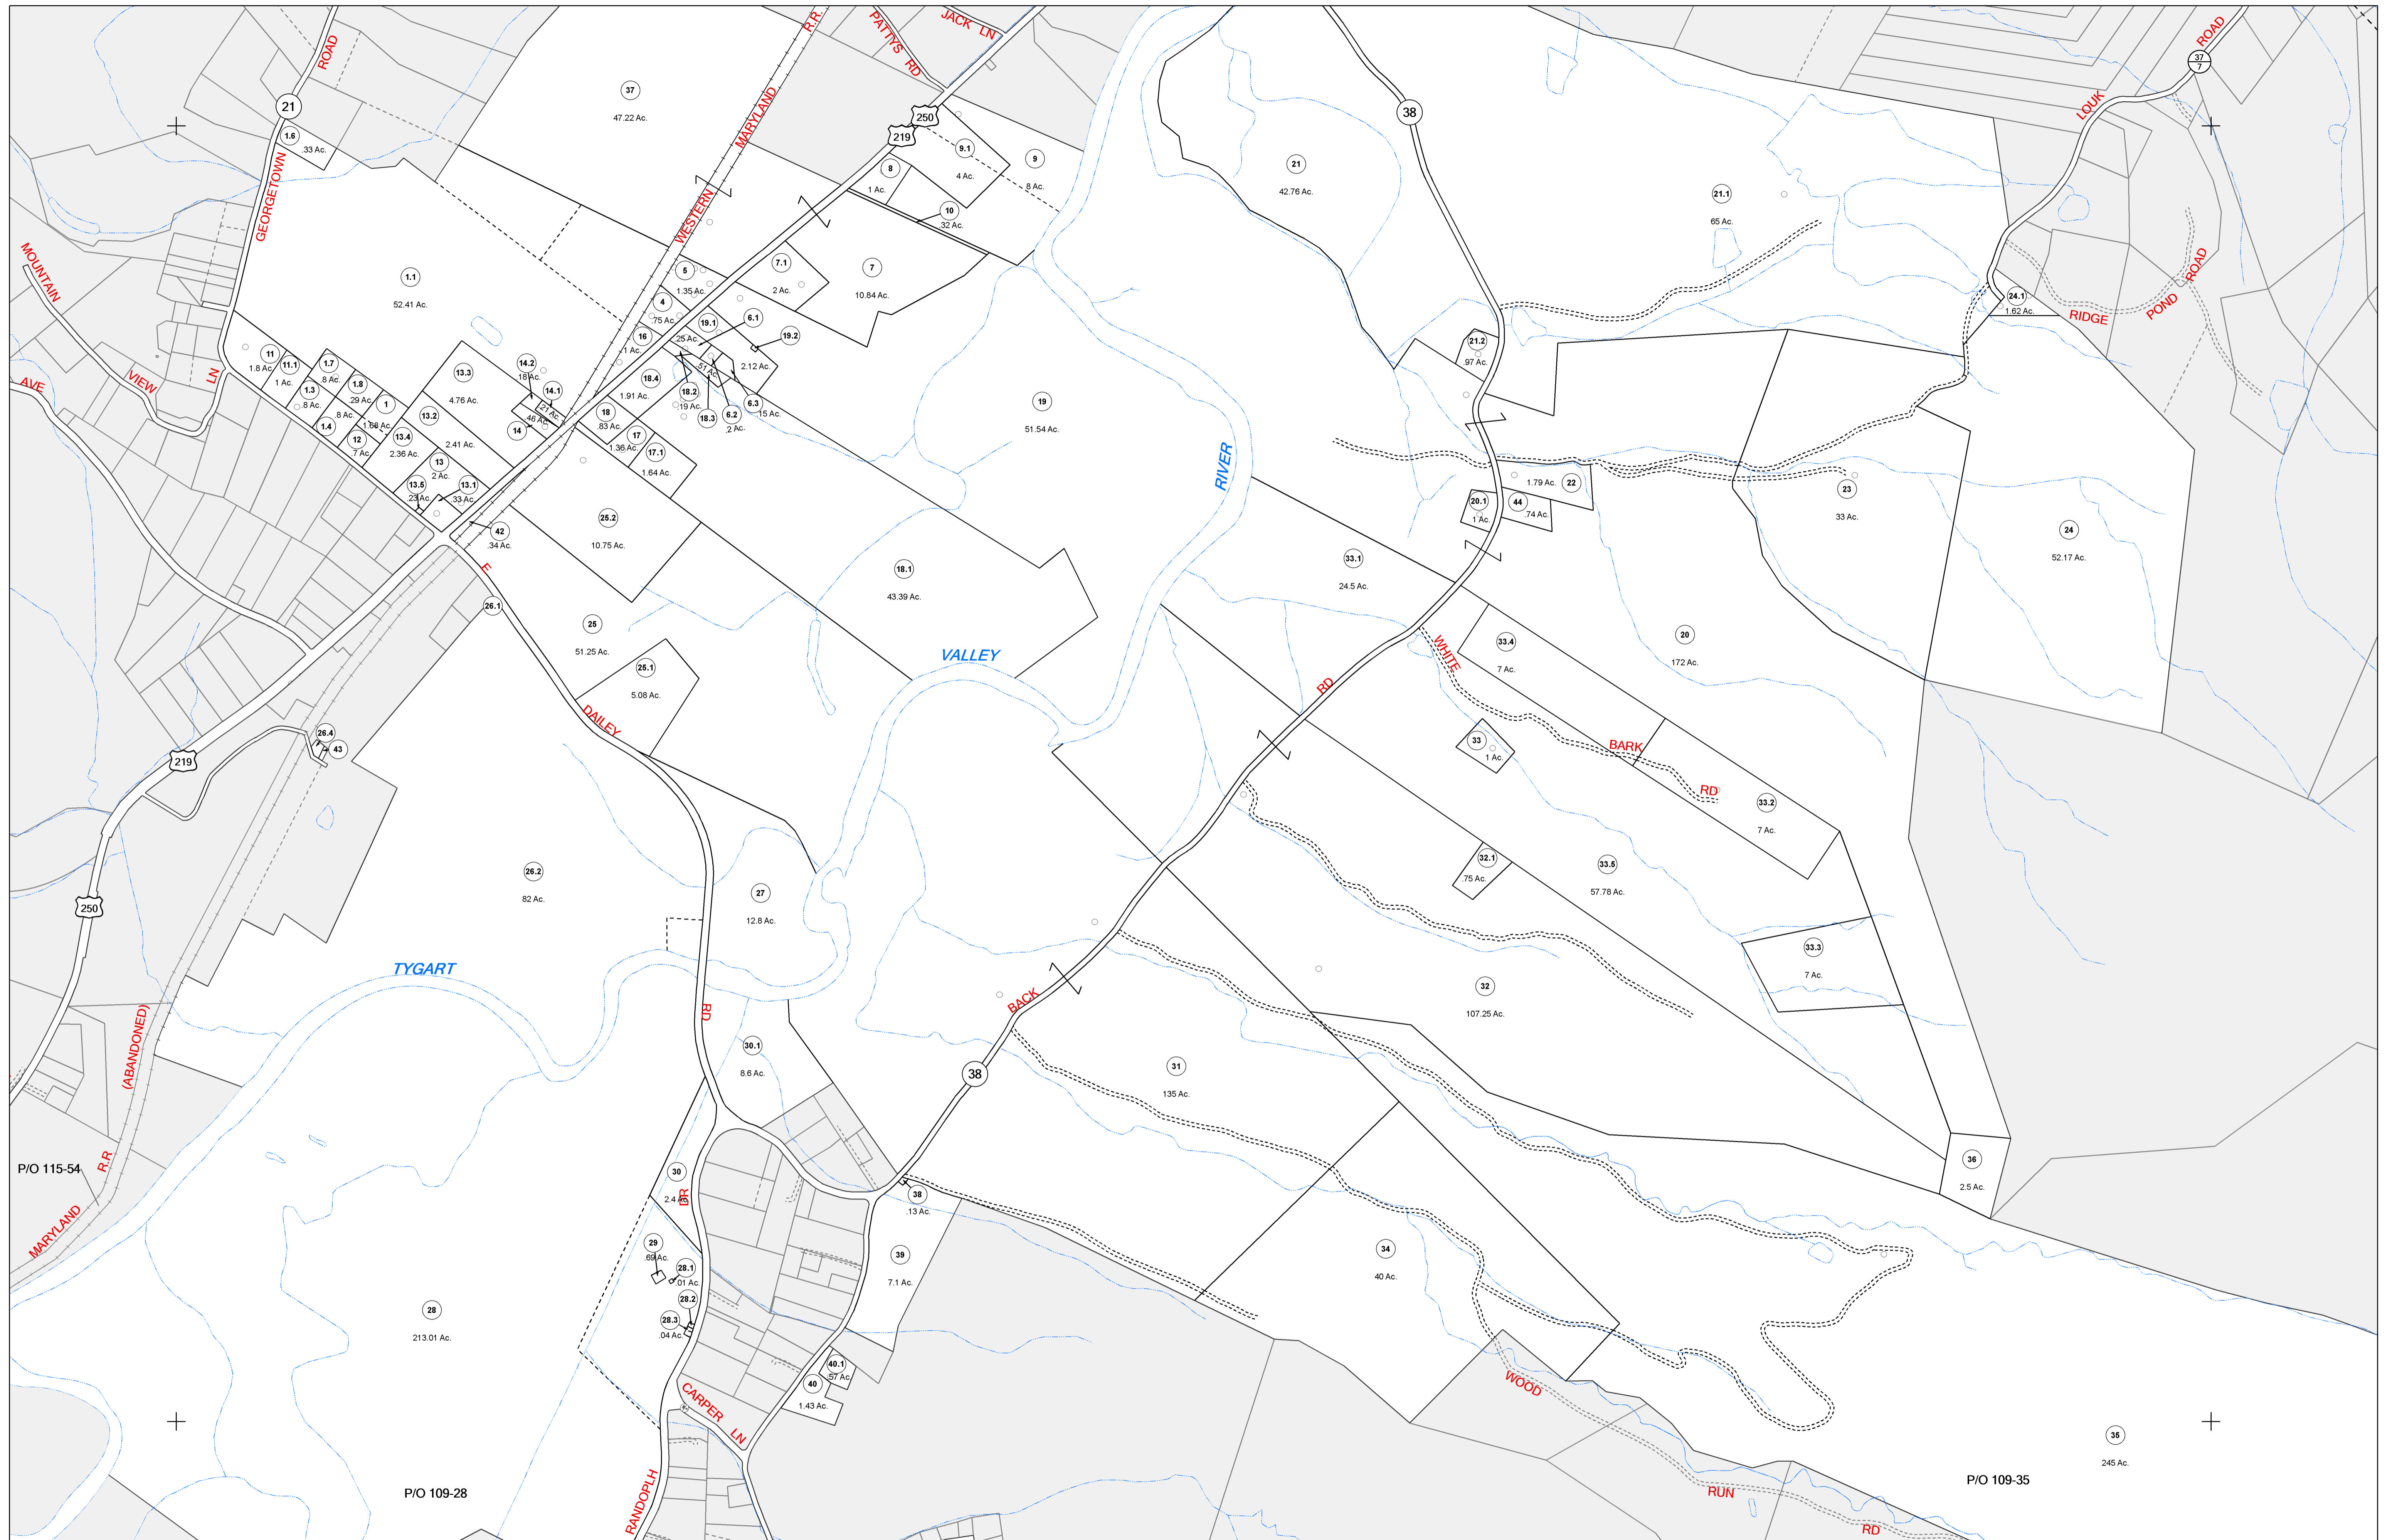 ROAD
21
1.6
.33 Ac.
GEORGETOWN
37
47.22 Ac.
R.R.
MARYLAND
WESTERN
PATTYS
RD
JACK LN
250
219
9.1
4 Ac.
9
8 Ac.
8
1 Ac.
10
.32 Ac.
21
42.76 Ac.
38
21.1
65 Ac.
ROAD
37
7
LOUK
MOUNTAIN
VIEW
LN
AVE
1.1
52.41 Ac.
5
1.35 Ac.
7.1
2 Ac.
7
10.84 Ac.
4
.75 Ac.
16
.1 Ac.
19.1
.25 Ac.
6.1
19.2
2.12 Ac.
.51 Ac.
24.1
1.62 Ac.
RIDGE
POND
ROAD
21.2
.97 Ac.
11
1.8 Ac.
11.1
1 Ac.
1.7
.8 Ac.
1.3
.8 Ac.
1.8
.29 Ac.
1
1.68 Ac.
1.4
.8 Ac.
12
.7 Ac.
13.3
4.76 Ac.
13.2
2.41 Ac.
13.4
2.36 Ac.
13
2 Ac.
13.5
.23 Ac.
13.1
.33 Ac.
14.2
.18 Ac.
14.1
.21 Ac.
14
.46 Ac.
18.4
1.91 Ac.
18
.83 Ac.
17
1.36 Ac.
17.1
1.64 Ac.
18.2
.19 Ac.
18.3
6.2
.2 Ac.
6.3
.15 Ac.
19
51.54 Ac.
RIVER
42
.34 Ac.
25.2
10.75 Ac.
22
1.79 Ac.
20.1
1 Ac.
44
.74 Ac.
23
33 Ac.
24
52.17 Ac.
E
26.1
25
51.25 Ac.
25.1
5.08 Ac.
18.1
43.39 Ac.
VALLEY
33.1
24.5 Ac.
33.4
7 Ac.
20
172 Ac.
WHITE
BARK
RD
RD
33
1 Ac.
33.2
7 Ac.
DAILEY
26.4
43
219
250
26.2
82 Ac.
27
12.8 Ac.
32.1
.75 Ac.
33.5
57.78 Ac.
33.3
7 Ac.
TYGART
RD
BACK
32
107.25 Ac.
(ABANDONED)
R.R
MARYLAND
P/O 115-54
30.1
8.6 Ac.
38
31
135 Ac.
30
2.4 Ac.
DR
38
.13 Ac.
36
2.5 Ac.
29
.69 Ac.
28.1
.01 Ac.
28.2
28.3
.04 Ac.
39
7.1 Ac.
34
40 Ac.
28
213.01 Ac.
40.1
.57 Ac.
40
1.43 Ac.
CARPER
LN
WOOD
RUN
RD
35
245 Ac.
P/O 109-28
P/O 109-35
RANDOPLH